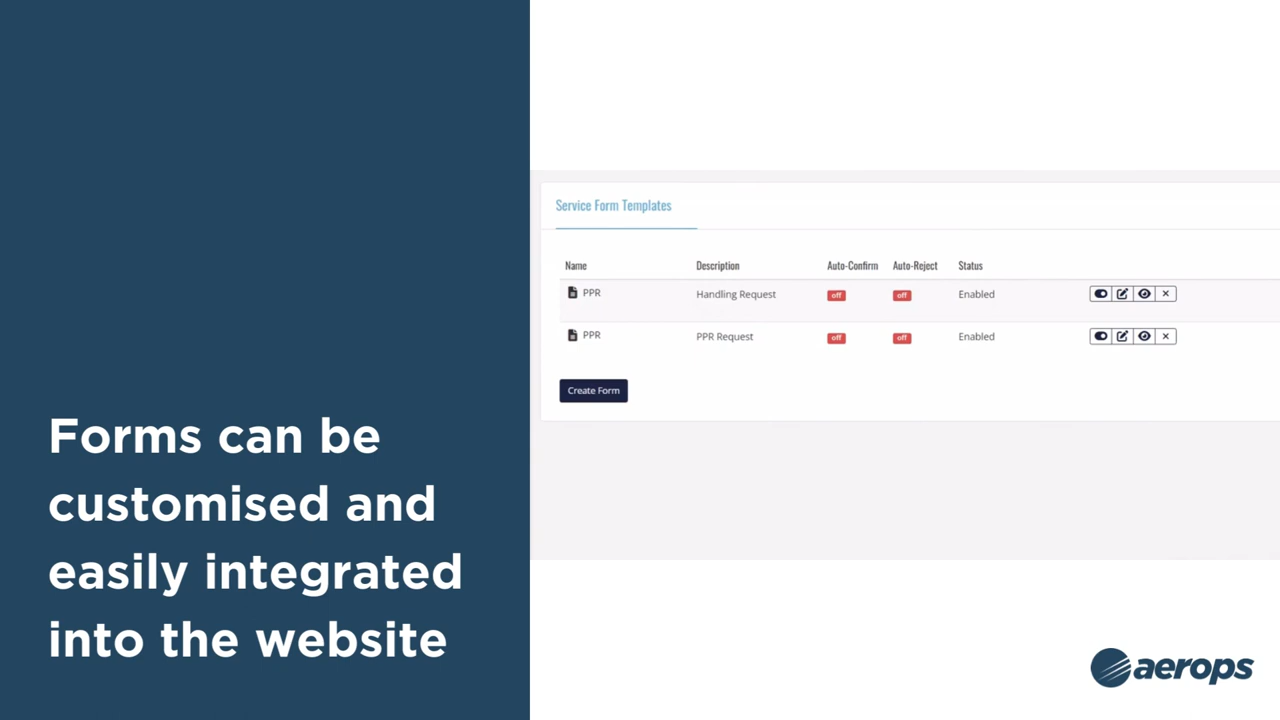 Forms can be
customised and
easily integrated
into the website
Service Form Templates
Name Description Auto-Confirm Auto-Reject Status
PPR Handling Request off off Enabled
PPR PPR Request off off Enabled
Create Form
aerops